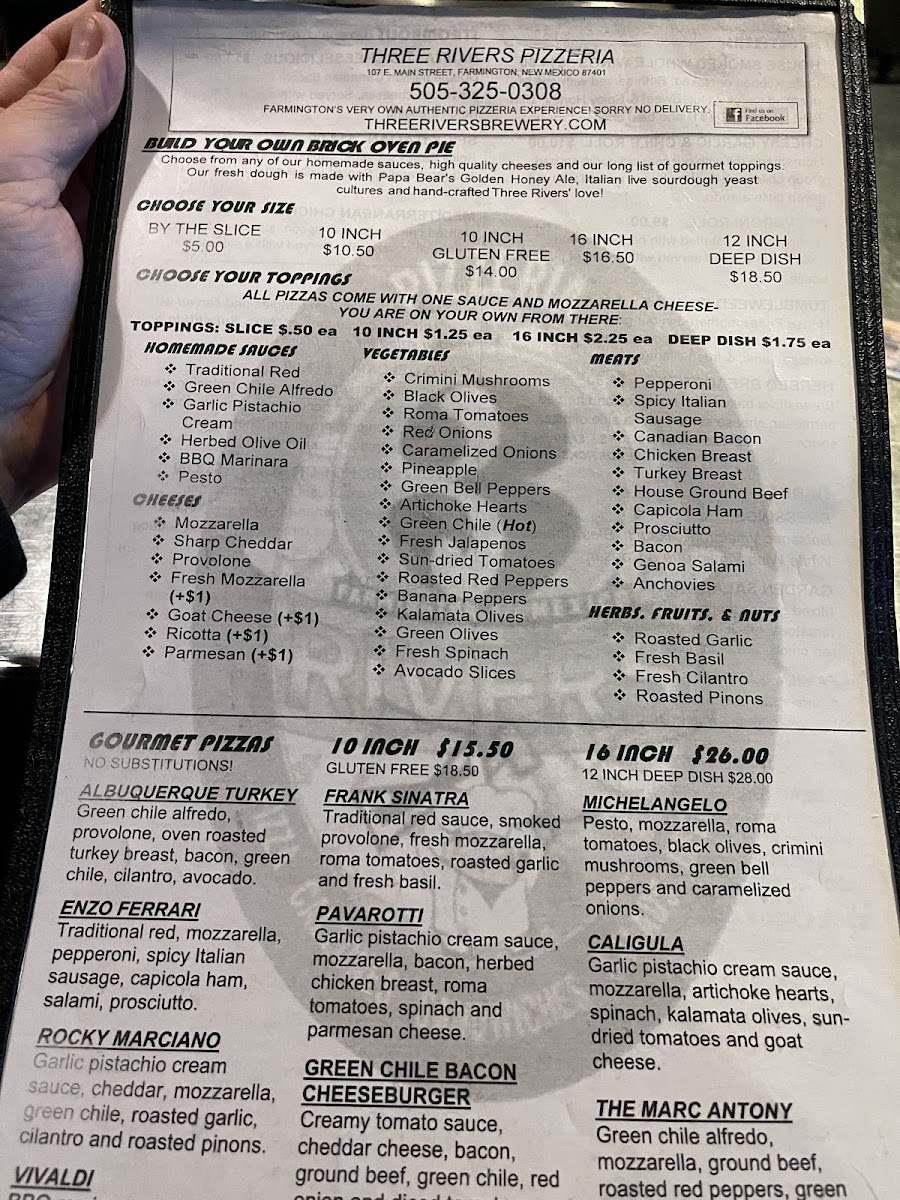 THREE RIVERS PIZZERIA
107 E. MAIN STREET, FARMINGTON, NEW MEXICO 87401
505-325-0308
FARMINGTON'S VERY OWN AUTHENTIC PIZZERIA EXPERIENCE! SORRY NO DELIVERY.
THREERIVERSBREWERY.COM
Find us on
Facebook
BUILD YOUR OWN BRICK OVEN PIE
Choose from any of our homemade sauces, high quality cheeses and our long list of gourmet toppings.
Our fresh dough is made with Papa Bear's Golden Honey Ale, Italian live sourdough yeast
cultures and hand-crafted Three Rivers' love!
CHOOSE YOUR SIZE
BY THE SLICE
$5.00
10 INCH
$10.50
10 INCH
GLUTEN FREE
$14.00
16 INCH
$16.50
12 INCH
DEEP DISH
$18.50
CHOOSE YOUR TOPPINGS
ALL PIZZAS COME WITH ONE SAUCE AND MOZZARELLA CHEESE-
YOU ARE ON YOUR OWN FROM THERE:
TOPPINGS: SLICE $.50 ea 10 INCH $1.25 ea 16 INCH $2.25 ea DEEP DISH $1.75 ea
HOMEMADE SAUCES
❖ Traditional Red
❖ Green Chile Alfredo
❖ Garlic Pistachio
Cream
❖ Herbed Olive Oil
❖ BBQ Marinara
❖ Pesto
CHEESES
❖ Mozzarella
❖ Sharp Cheddar
❖ Provolone
❖ Fresh Mozzarella
(+$1)
❖ Goat Cheese (+$1)
❖ Ricotta (+$1)
❖ Parmesan (+$1)
VEGETABLES
❖ Crimini Mushrooms
❖ Black Olives
❖ Roma Tomatoes
❖ Red Onions
❖ Caramelized Onions
❖ Pineapple
❖ Green Bell Peppers
❖ Artichoke Hearts
❖ Green Chile (Hot)
❖ Fresh Jalapenos
❖ Sun-dried Tomatoes
❖ Roasted Red Peppers
❖ Banana Peppers
❖ Kalamata Olives
❖ Green Olives
❖ Fresh Spinach
❖ Avocado Slices
MEATS
❖ Pepperoni
❖ Spicy Italian
Sausage
❖ Canadian Bacon
❖ Chicken Breast
❖ Turkey Breast
❖ House Ground Beef
❖ Capicola Ham
❖ Prosciutto
❖ Bacon
❖ Genoa Salami
❖ Anchovies
HERBS, FRUITS, & NUTS
❖ Roasted Garlic
❖ Fresh Basil
❖ Fresh Cilantro
❖ Roasted Pinons
GOURMET PIZZAS
NO SUBSTITUTIONS!
10 INCH $15.50
GLUTEN FREE $18.50
16 INCH $26.00
12 INCH DEEP DISH $28.00
ALBUQUERQUE TURKEY
Green chile alfredo,
provolone, oven roasted
turkey breast, bacon, green
chile, cilantro, avocado.
ENZO FERRARI
Traditional red, mozzarella,
pepperoni, spicy Italian
sausage, capicola ham,
salami, prosciutto.
ROCKY MARCIANO
Garlic pistachio cream
sauce, cheddar, mozzarella,
green chile, roasted garlic,
cilantro and roasted pinons.
VIVALDI
FRANK SINATRA
Traditional red sauce, smoked
provolone, fresh mozzarella,
roma tomatoes, roasted garlic
and fresh basil.
PAVAROTTI
Garlic pistachio cream sauce,
mozzarella, bacon, herbed
chicken breast, roma
tomatoes, spinach and
parmesan cheese.
GREEN CHILE BACON
CHEESEBURGER
Creamy tomato sauce,
cheddar cheese, bacon,
ground beef, green chile, red
MICHELANGELO
Pesto, mozzarella, roma
tomatoes, black olives, crimini
mushrooms, green bell
peppers and caramelized
onions.
CALIGULA
Garlic pistachio cream sauce,
mozzarella, artichoke hearts,
spinach, kalamata olives, sun-
dried tomatoes and goat
cheese.
THE MARC ANTONY
Green chile alfredo,
mozzarella, ground beef,
roasted red peppers, green